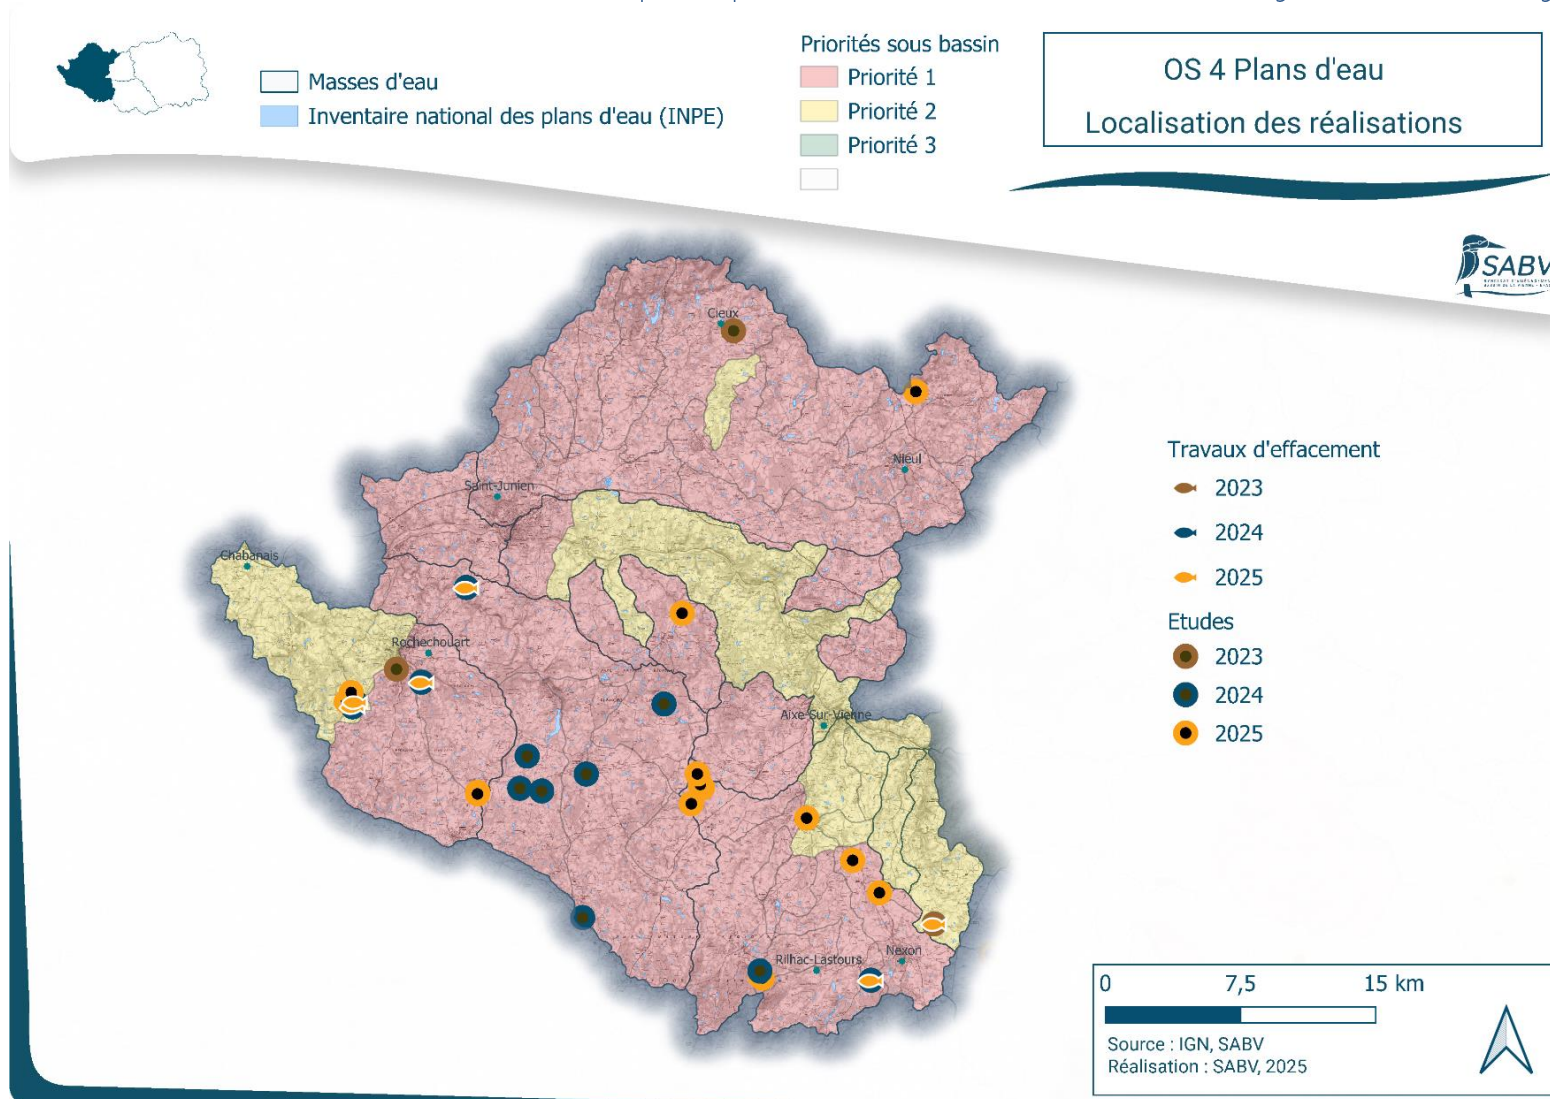 Masses d'eau
Inventaire national des plans d'eau (INPE)
Priorités sous bassin
Priorité 1
Priorité 2
Priorité 3
OS 4 Plans d'eau
Localisation des réalisations
SABV
Cieux
Nieul
Saint-Junien
Chabanais
Rochechouart
Aixe-Sur-Vienne
Rilhac-Lastours
Nexon
Travaux d'effacement
2023
2024
2025
Etudes
2023
2024
2025
0 7,5 15 km
Source : IGN, SABV
Réalisation : SABV, 2025